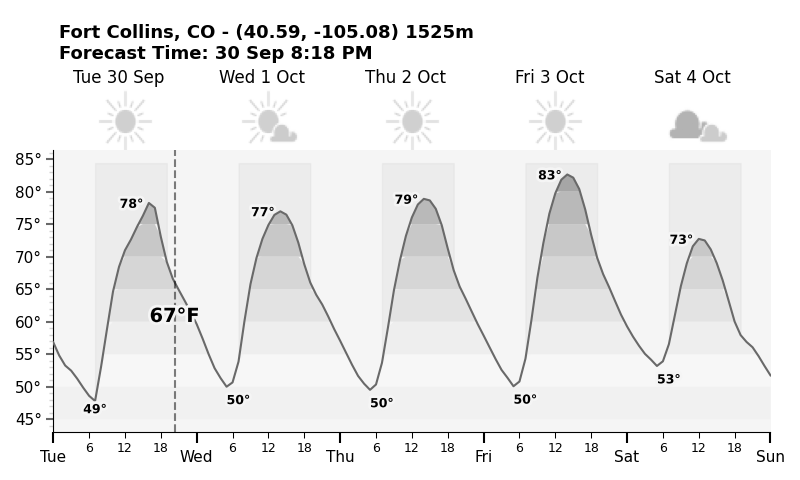 Fort Collins, CO - (40.59, -105.08) 1525m
Forecast Time: 30 Sep 8:18 PM
Tue 30 Sep Wed 1 Oct Thu 2 Oct Fri 3 Oct Sat 4 Oct
85°
80°
75°
70°
65°
60°
55°
50°
45°
78° 77° 79° 83° 73°
67°F
49° 50° 50° 50° 53°
6 12 18 6 12 18 6 12 18 6 12 18 6 12 18
Tue Wed Thu Fri Sat Sun